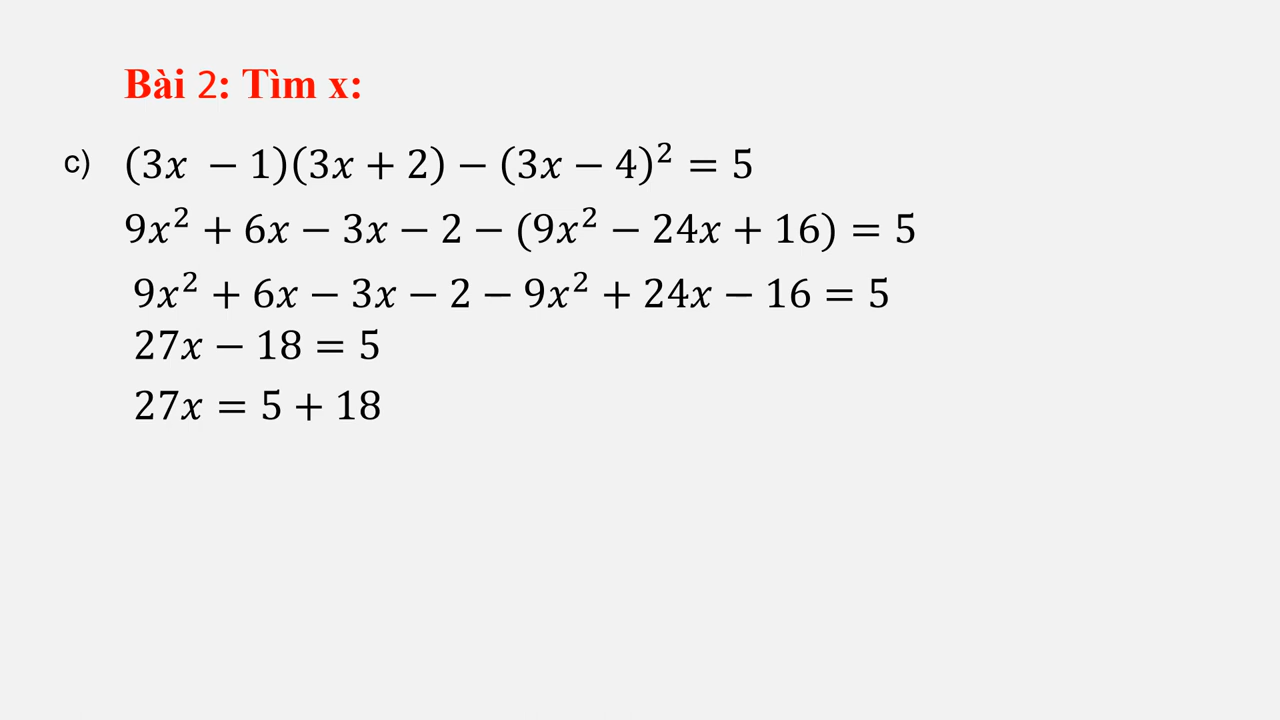 Bài 2: Tìm x:
c) (3x − 1)(3x + 2) − (3x − 4)² = 5
9x² + 6x − 3x − 2 − (9x² − 24x + 16) = 5
9x² + 6x − 3x − 2 − 9x² + 24x − 16 = 5
27x − 18 = 5
27x = 5 + 18